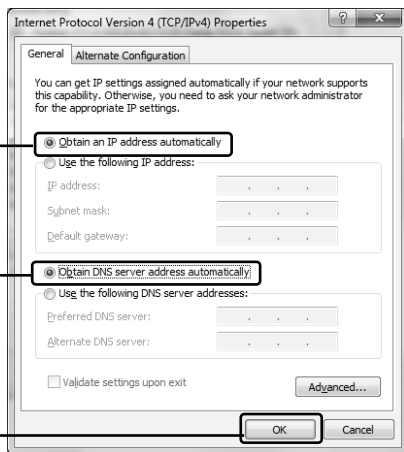 Internet Protocol Version 4 (TCP/IPv4) Properties
General Alternate Configuration
You can get IP settings assigned automatically if your network supports
this capability. Otherwise, you need to ask your network administrator
for the appropriate IP settings.
Obtain an IP address automatically
Use the following IP address:
IP address:
Subnet mask:
Default gateway:
Obtain DNS server address automatically
Use the following DNS server addresses:
Preferred DNS server:
Alternate DNS server:
Validate settings upon exit
Advanced...
OK Cancel